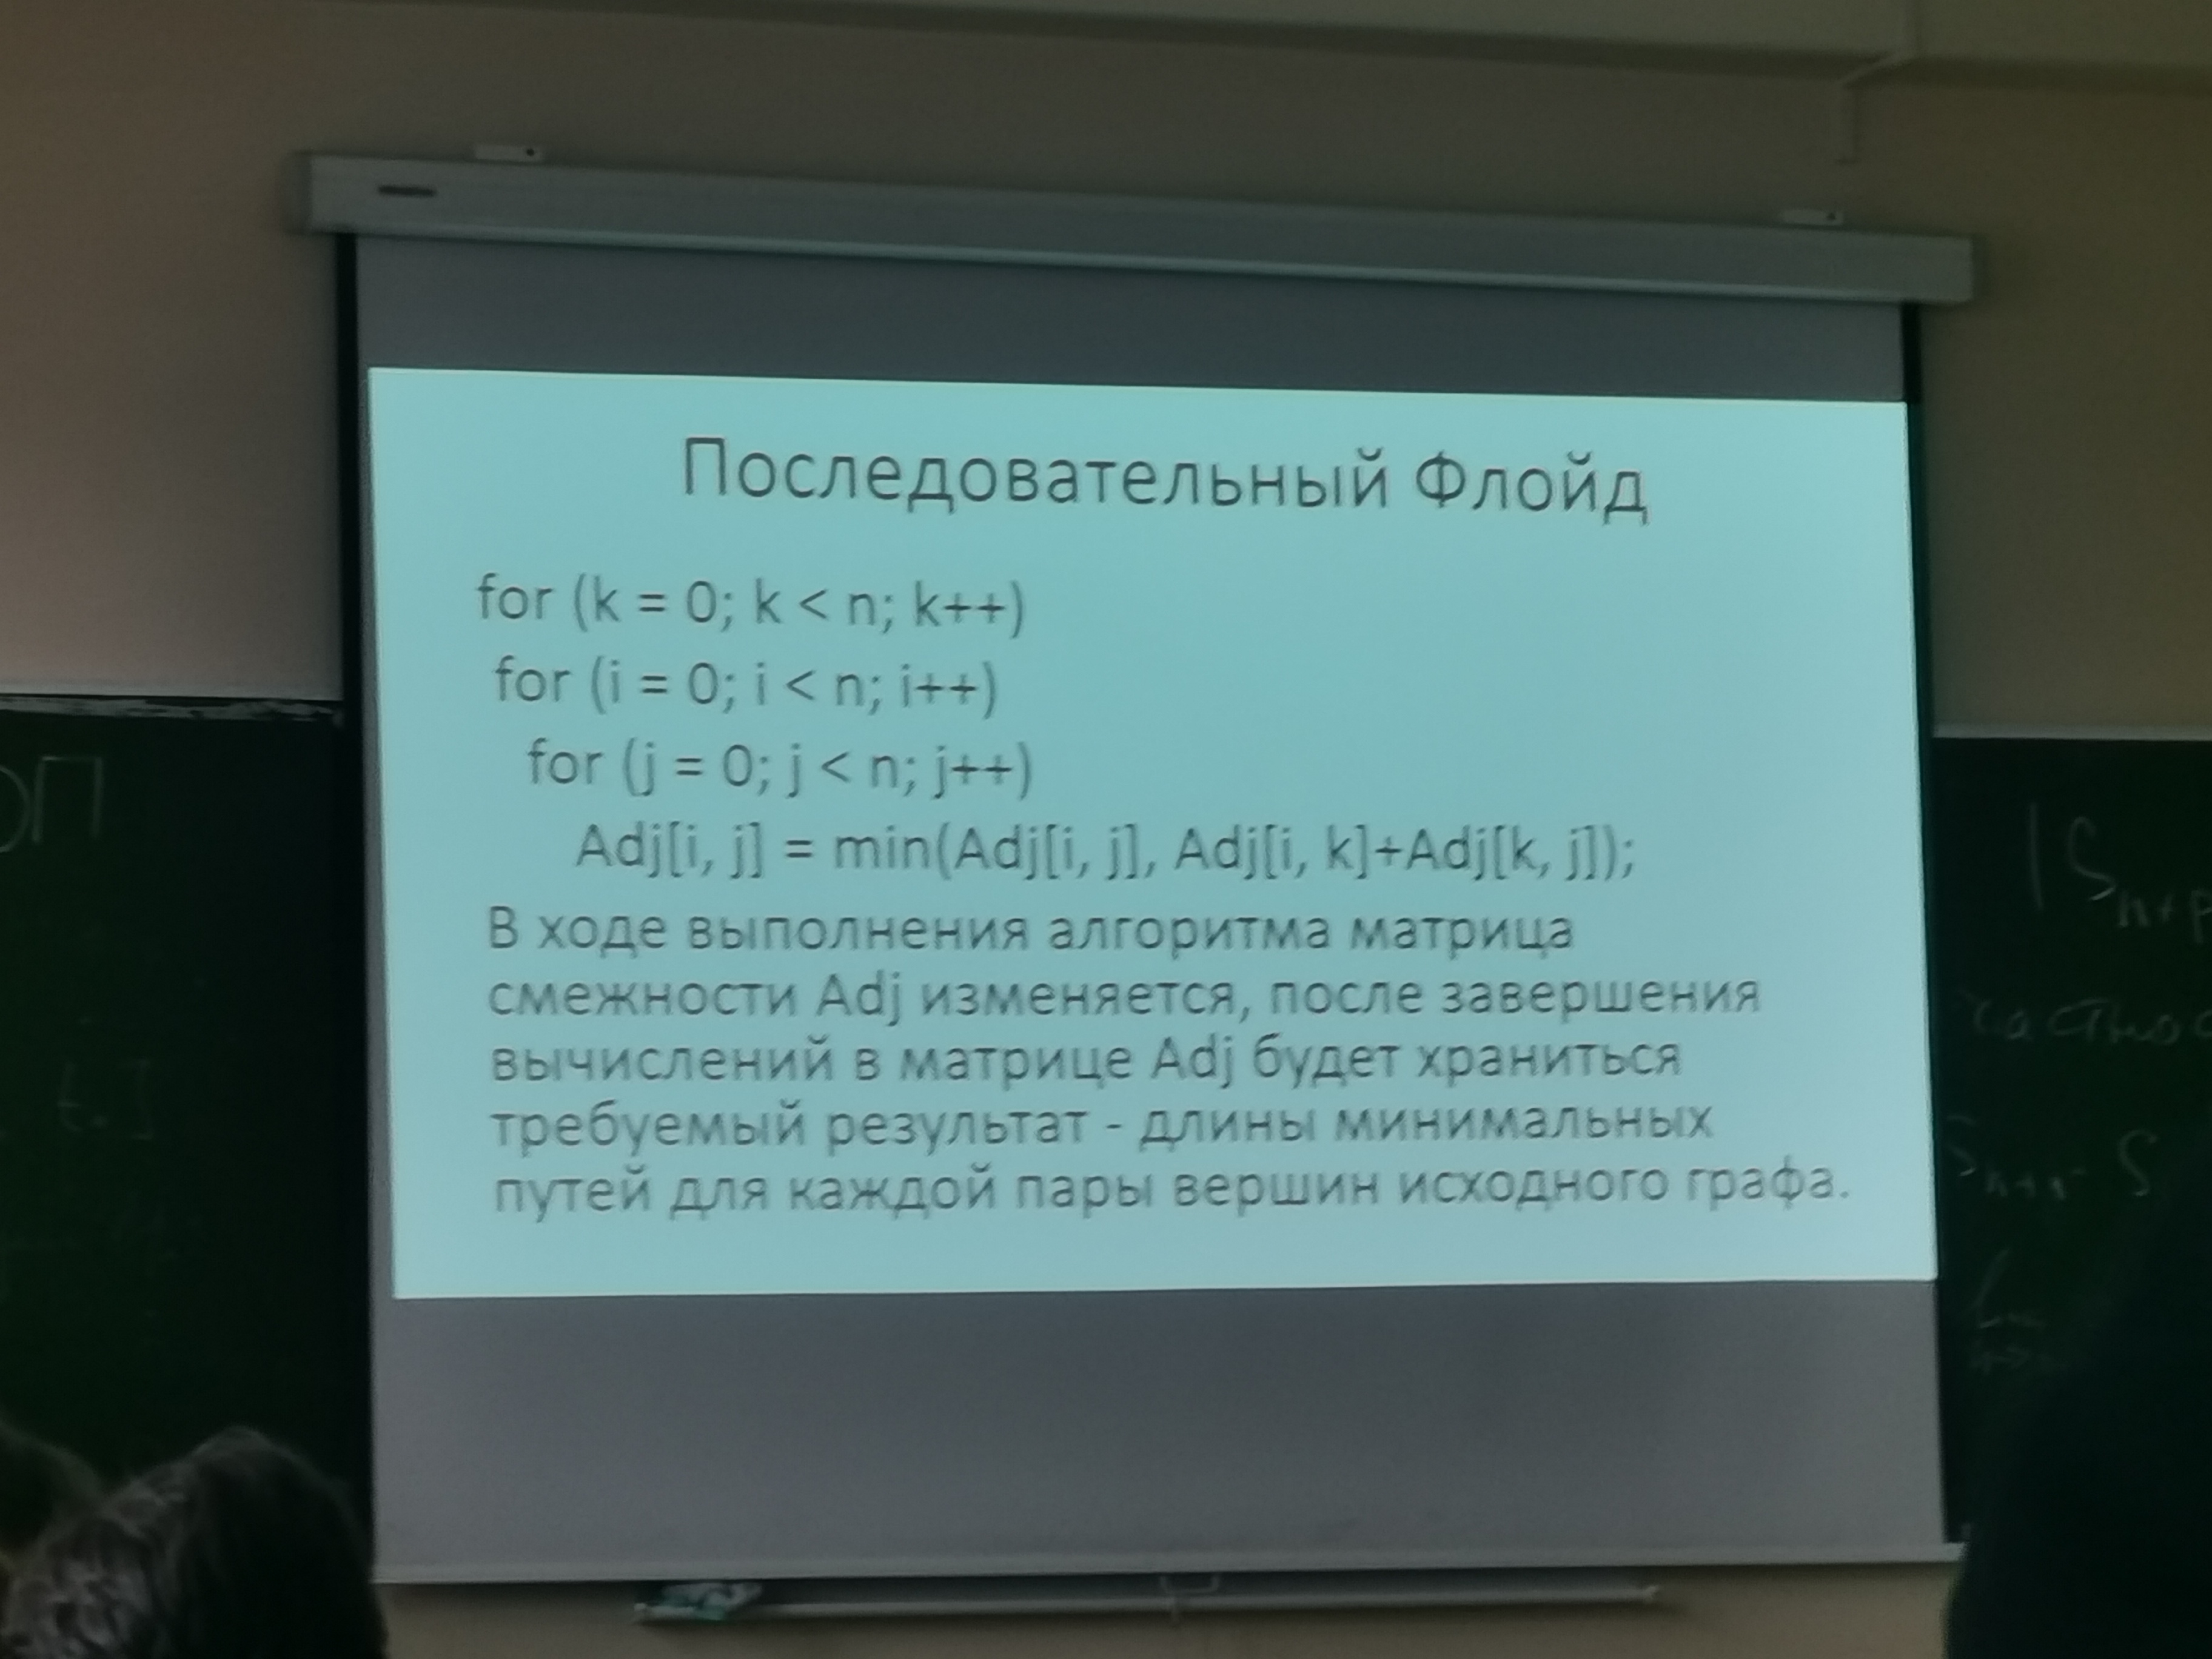 Последовательный Флойд
for (k = 0; k < n; k++)
for (i = 0; i < n; i++)
for (j = 0; j < n; j++)
Adj[i, j] = min(Adj[i, j], Adj[i, k]+Adj[k, j]);
В ходе выполнения алгоритма матрица
смежности Adj изменяется, после завершения
вычислений в матрице Adj будет храниться
требуемый результат - длины минимальных
путей для каждой пары вершин исходного графа.
ОП
|S n+p
S n+1 - S